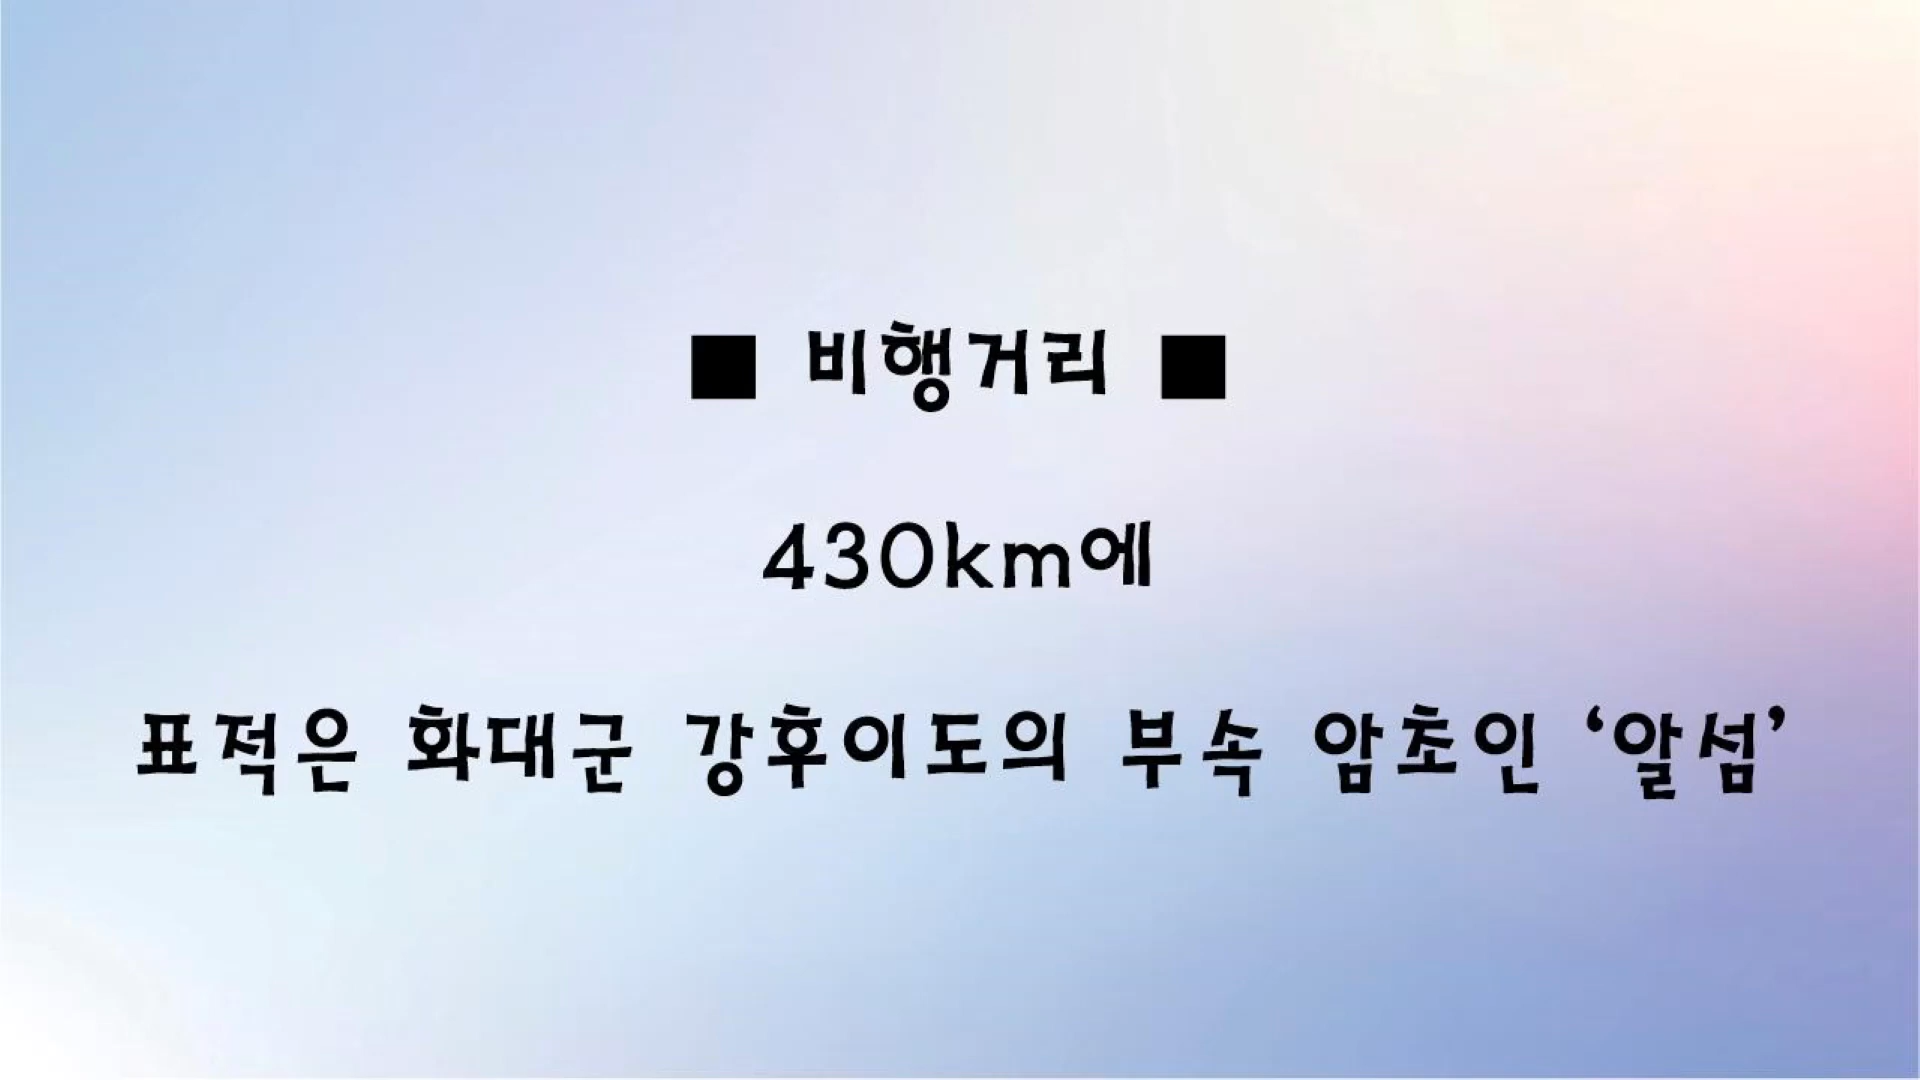 ■ 비행거리 ■
430km에
표적은 화대군 강후이도의 부속 암초인 ‘알섬’